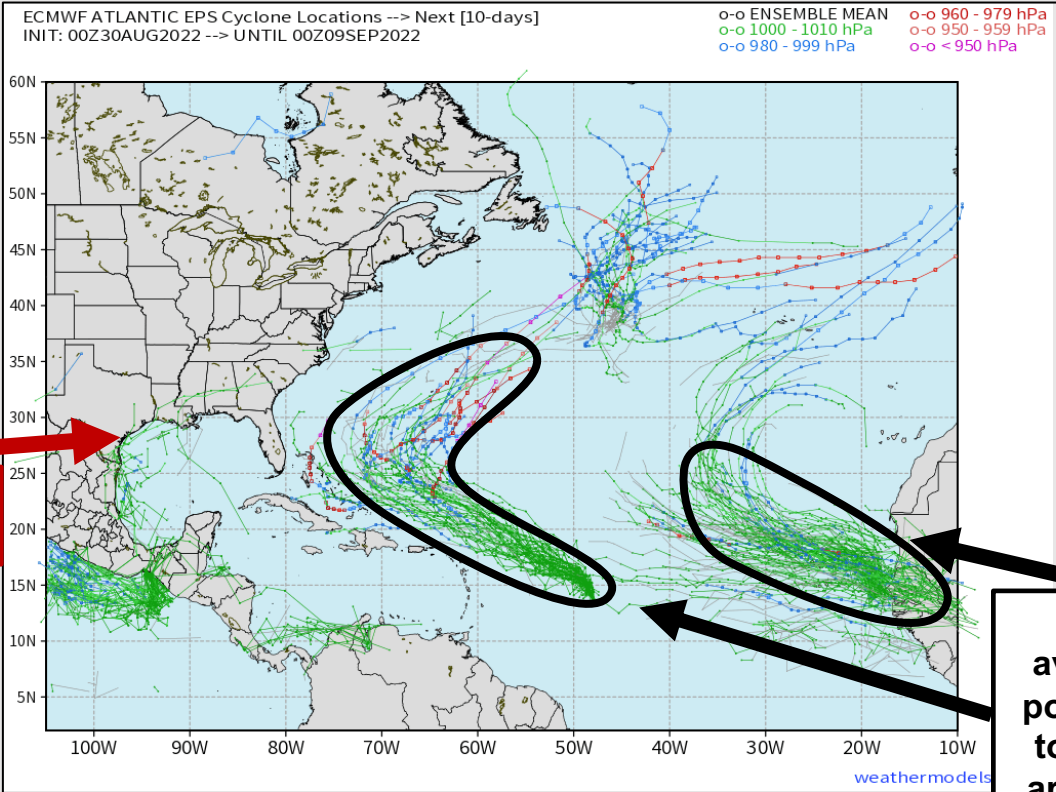 ECMWF ATLANTIC EPS Cyclone Locations --> Next [10-days]
INIT: 00Z30AUG2022 --> UNTIL 00Z09SEP2022
o-o ENSEMBLE MEAN
o-o 960 - 979 hPa
o-o 1000 - 1010 hPa
o-o 950 - 959 hPa
o-o 980 - 999 hPa
o-o < 950 hPa
60N
55N
50N
45N
40N
35N
30N
25N
20N
15N
10N
5N
100W 90W 80W 70W 60W 50W 40W 30W 20W 10W
weathermodels
av
po
to
ar